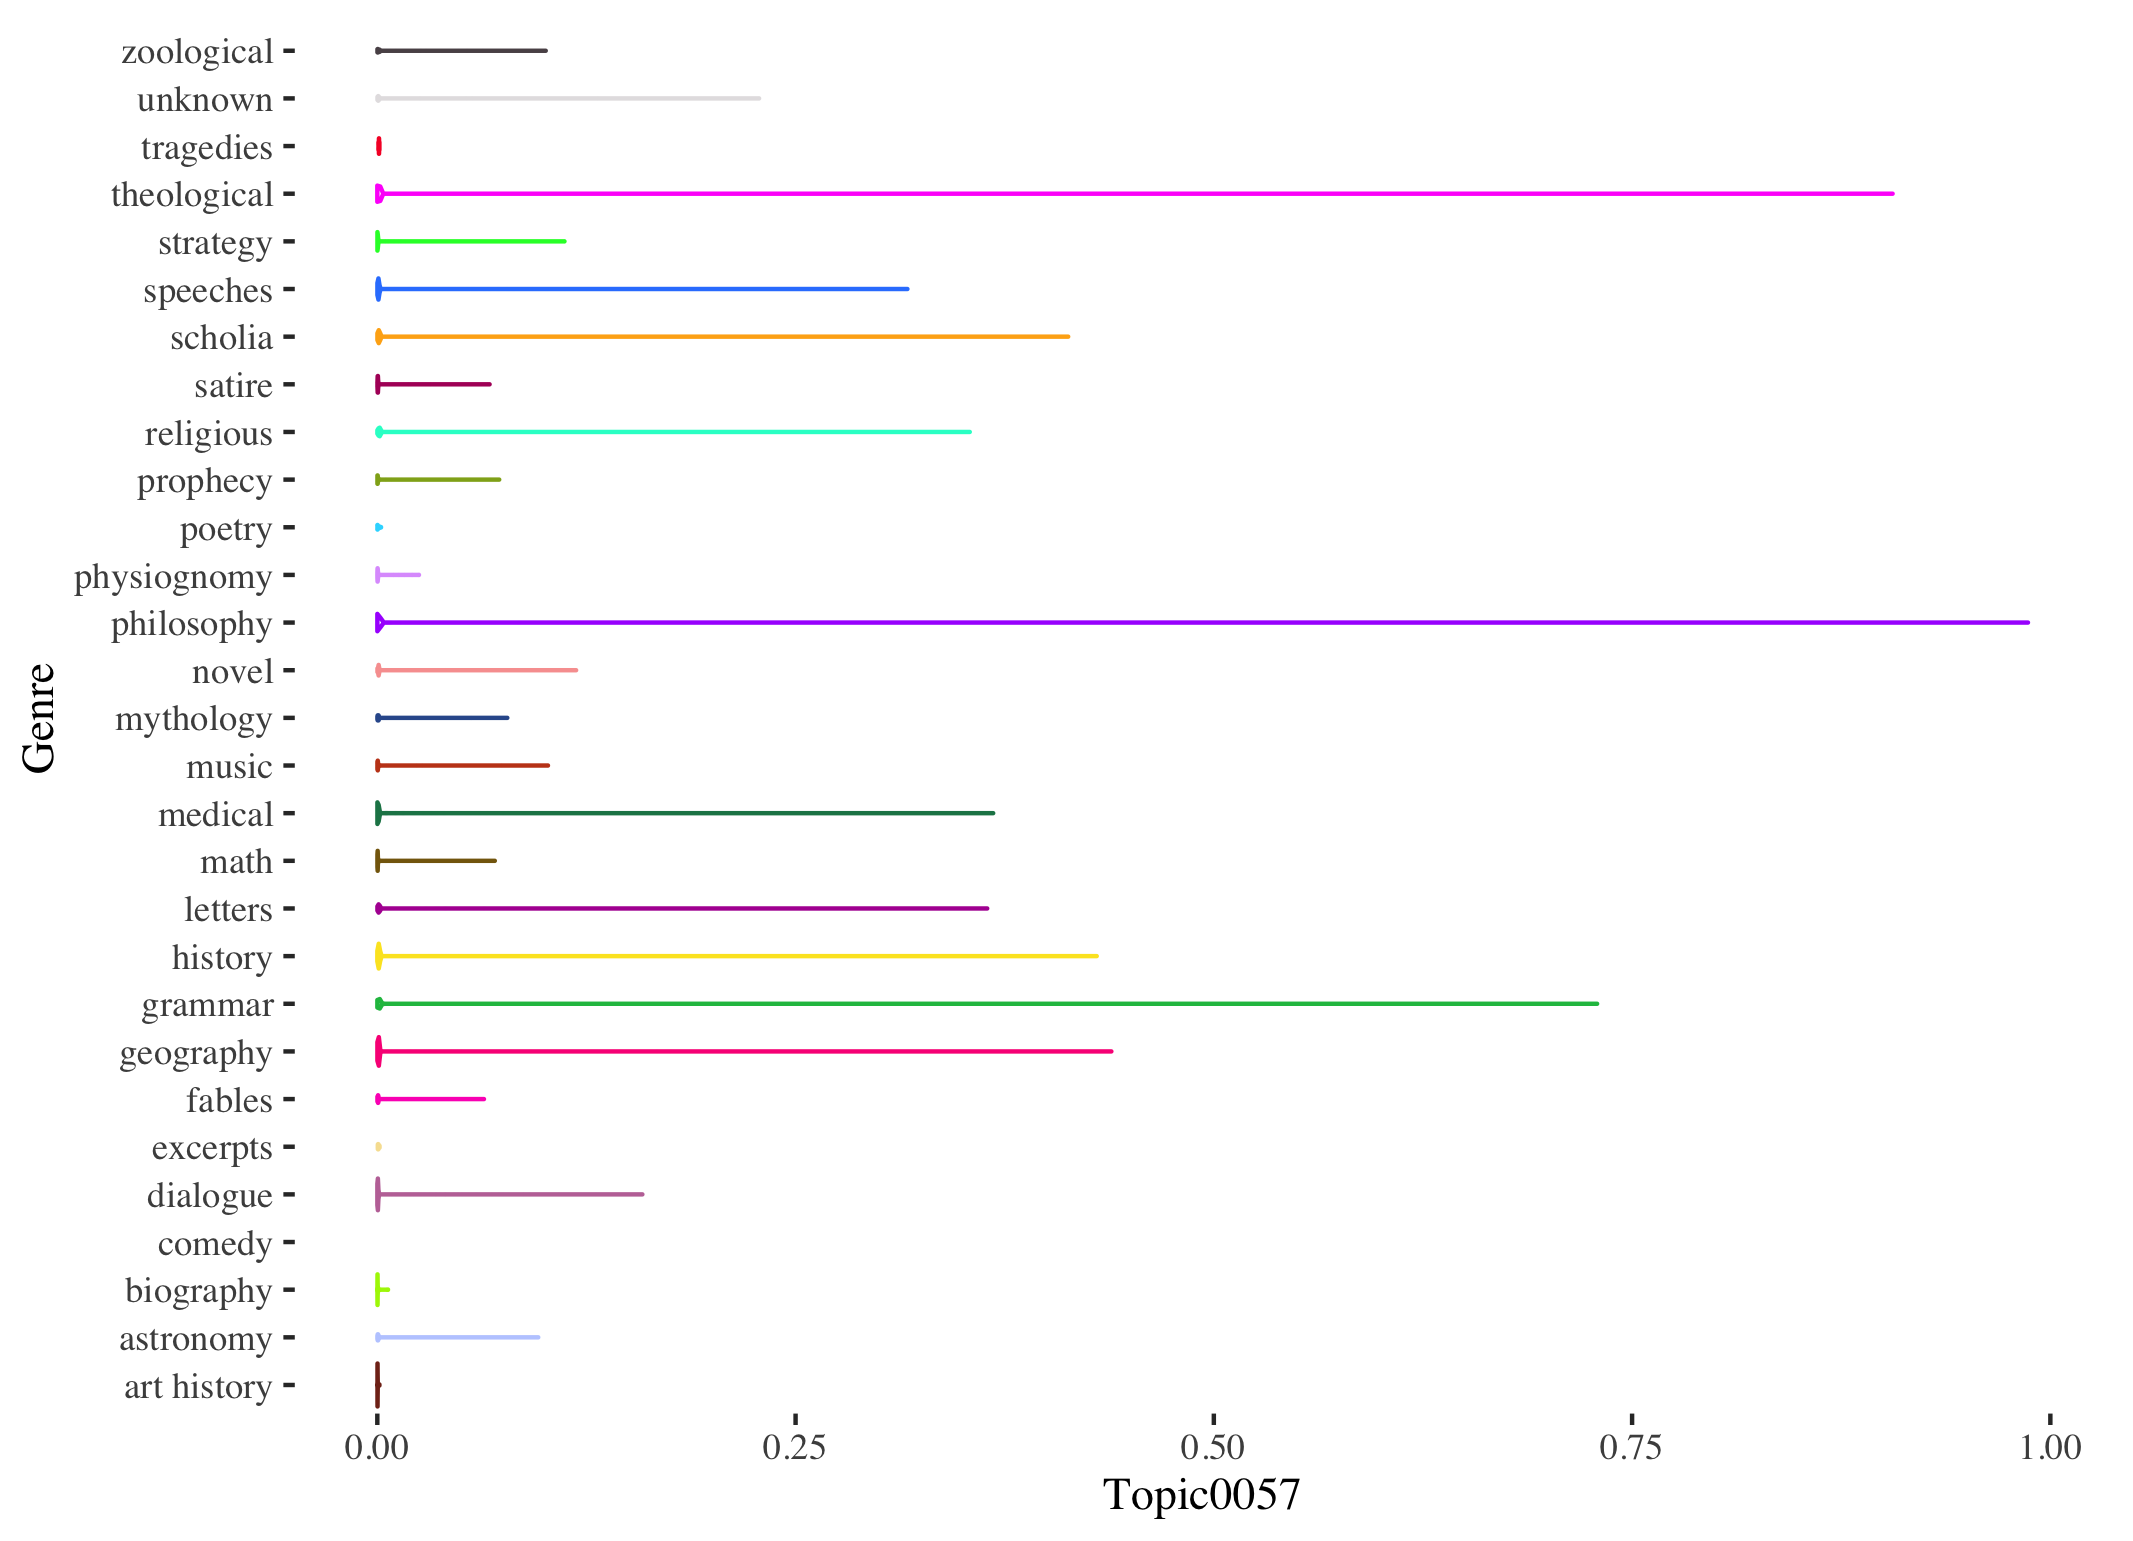 zoological
unknown
tragedies
theological
strategy
speeches
scholia
satire
religious
prophecy
poetry
physiognomy
philosophy
novel
mythology
music
medical
math
letters
history
grammar
geography
fables
excerpts
dialogue
comedy
biography
astronomy
art history
Genre
0.00 0.25 0.50 0.75 1.00
Topic0057